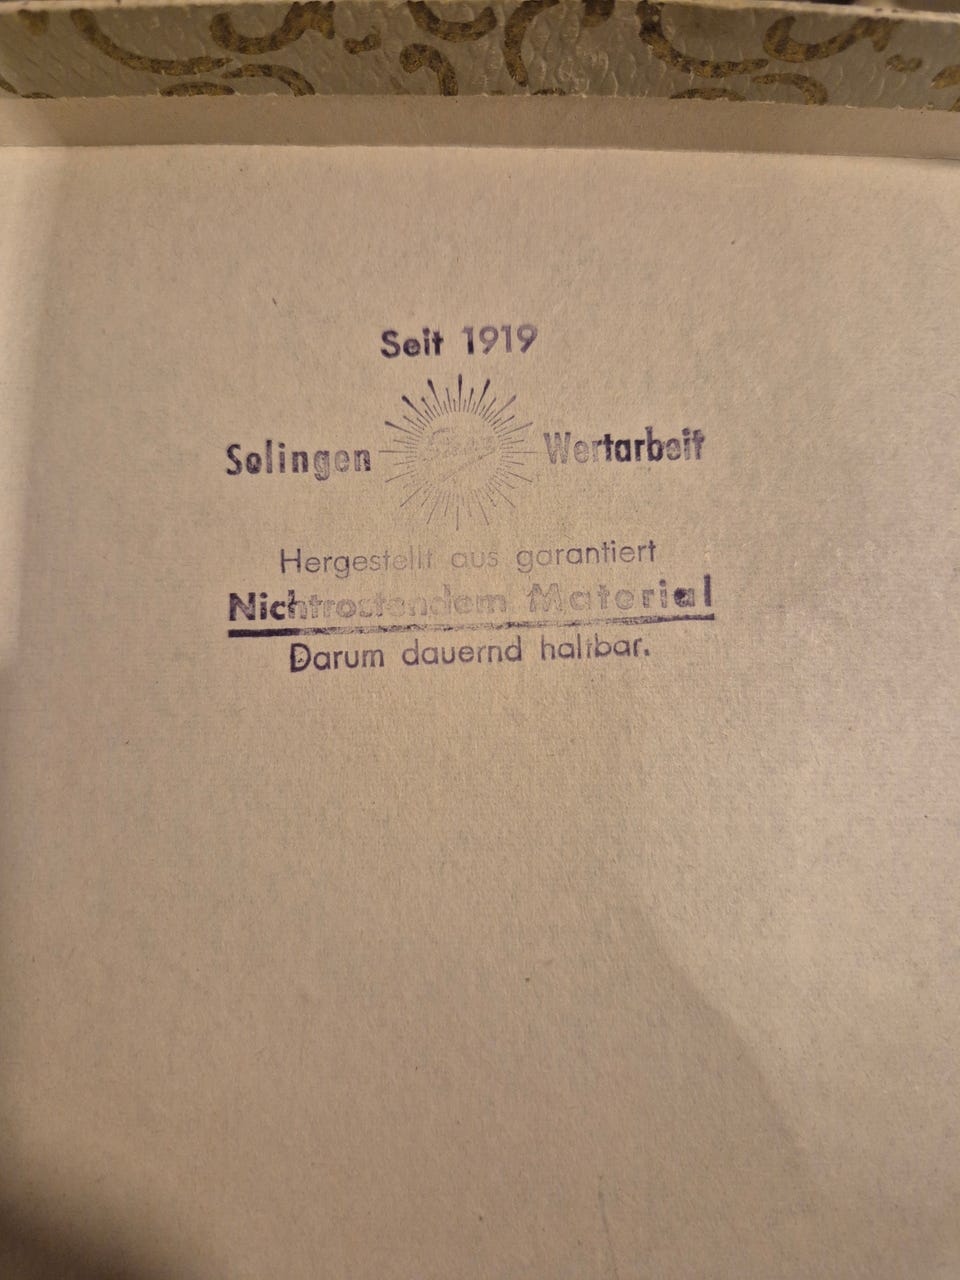 Seit 1919
Solingen Wertarbeit
Hergestellt aus garantiert
Nichtrostendem Material
Darum dauernd haltbar.